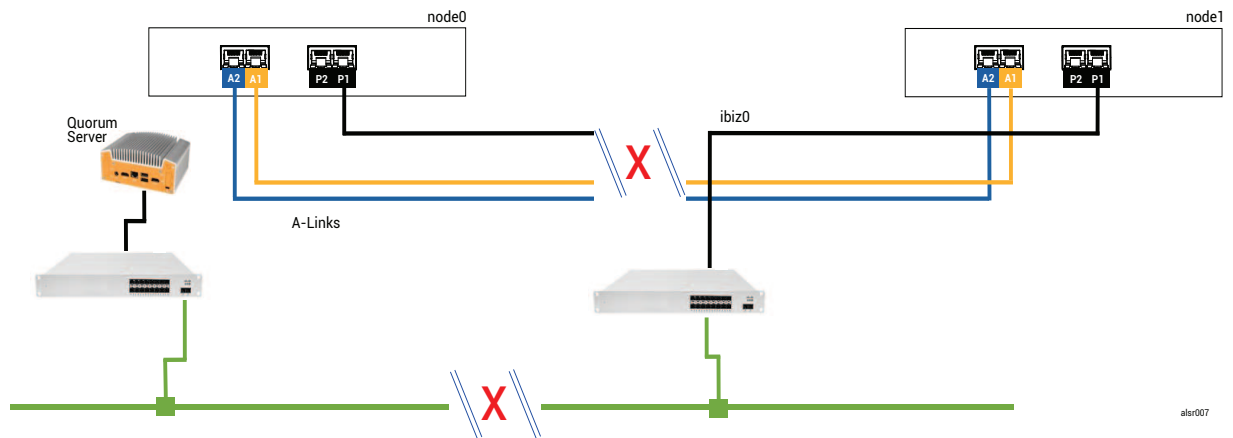 node0
node1
A2 A1 P2 P1
A2 A1 P2 P1
Quorum
Server
ibiz0
X
A-Links
X
alsr007